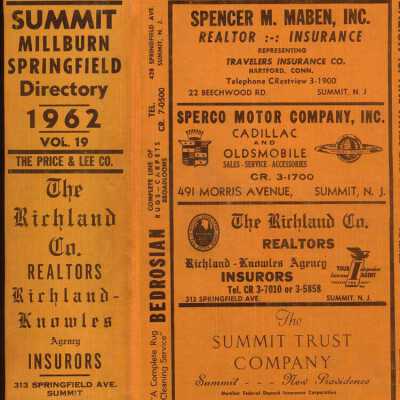 SUMMIT
MILLBURN
SPRINGFIELD
Directory
1962
VOL. 19
THE PRICE & LEE CO.
The
Richland
Co.
REALTORS
Richland-
Knowles
Agency
INSURORS
313 SPRINGFIELD AVE.
SUMMIT
"A Complete Rug
Cleaning Service"
BEDROSIAN
COMPLETE LINE OF
RUGS - CARPETS
BROADLOOMS
TEL.
CR. 7-0500
428 SPRINGFIELD AVE.
SUMMIT, N. J.
SPENCER M. MABEN, INC.
REALTOR :-: INSURANCE
REPRESENTING
TRAVELERS INSURANCE CO.
HARTFORD, CONN.
Telephone CRestview 3-1900
22 BEECHWOOD RD. SUMMIT, N. J
SPERCO MOTOR COMPANY, INC.
CADILLAC
AND
OLDSMOBILE
SALES - SERVICE - ACCESSORIES
CR. 3-1700
491 MORRIS AVENUE, SUMMIT, N. J.
The Richland Co.
REALTORS
Richland-Knowles Agency
INSURORS
Tel. CR 3-7010 or 3-5858
313 SPRINGFIELD AVE. SUMMIT, N. J.
YOUR Independent
AGENT
The
SUMMIT TRUST
COMPANY
Summit - - - New Providence
Member Federal Deposit Insurance Corporation